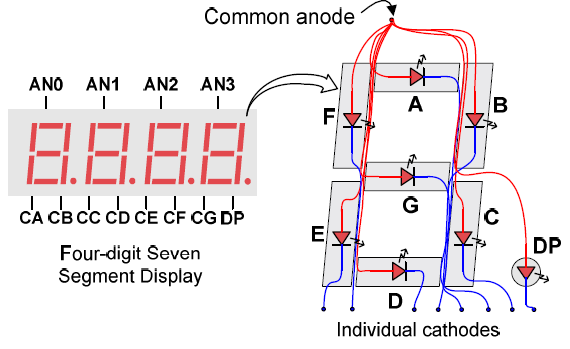 Common anode
AN0 AN1 AN2 AN3
CA CB CC CD CE CF CG DP
Four-digit Seven
Segment Display
A
F
B
G
E
C
D
DP
Individual cathodes